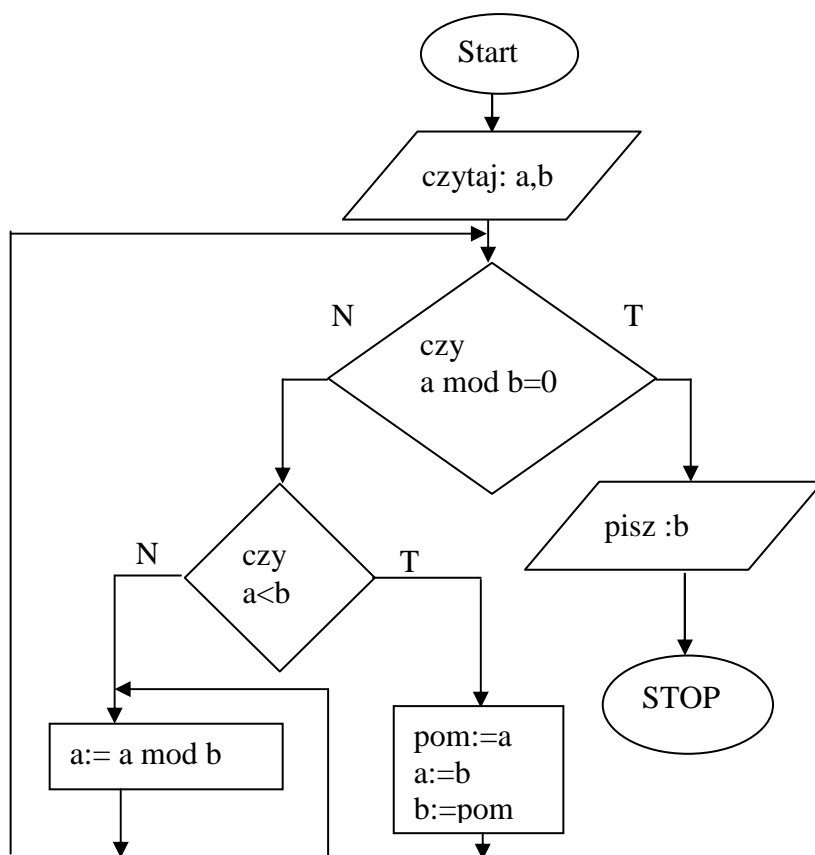 Start
czytaj: a,b
N
T
czy
a mod b=0
pisz :b
N
czy
a<b
T
STOP
a:= a mod b
pom:=a
a:=b
b:=pom